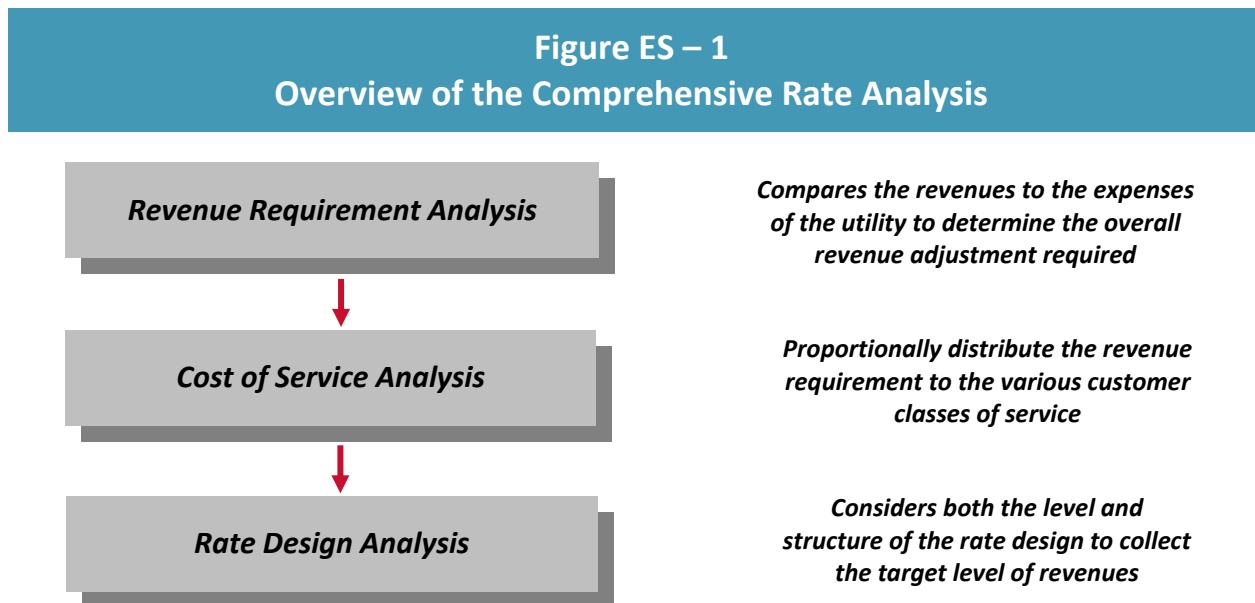 Figure ES – 1
Overview of the Comprehensive Rate Analysis
Revenue Requirement Analysis
Compares the revenues to the expenses
of the utility to determine the overall
revenue adjustment required
Cost of Service Analysis
Proportionally distribute the revenue
requirement to the various customer
classes of service
Rate Design Analysis
Considers both the level and
structure of the rate design to collect
the target level of revenues